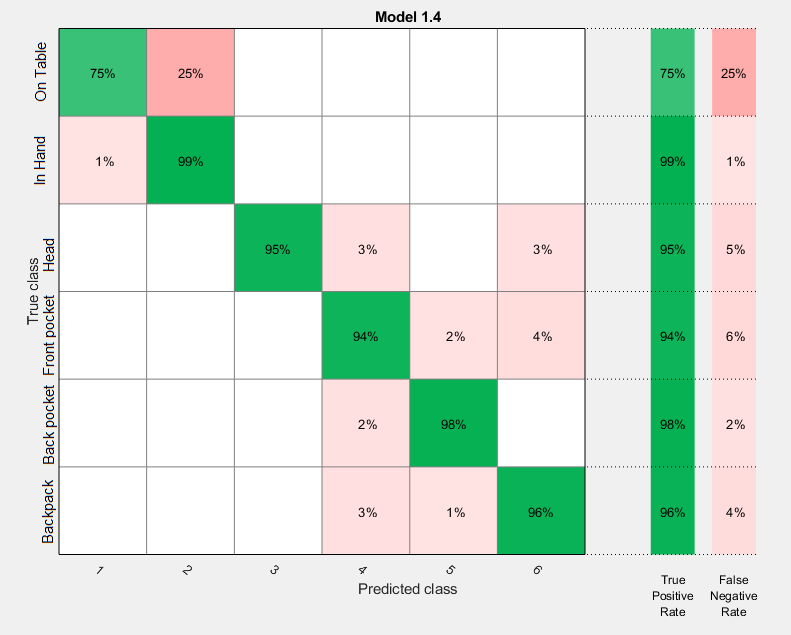 Model 1.4
On Table
75%
25%
75%
25%
In Hand
1%
99%
99%
1%
Head
95%
3%
3%
95%
5%
True class
Front pocket
94%
2%
4%
94%
6%
Back pocket
2%
98%
98%
2%
Backpack
3%
1%
96%
96%
4%
1
2
3
4
5
6
Predicted class
True
Positive
Rate
False
Negative
Rate